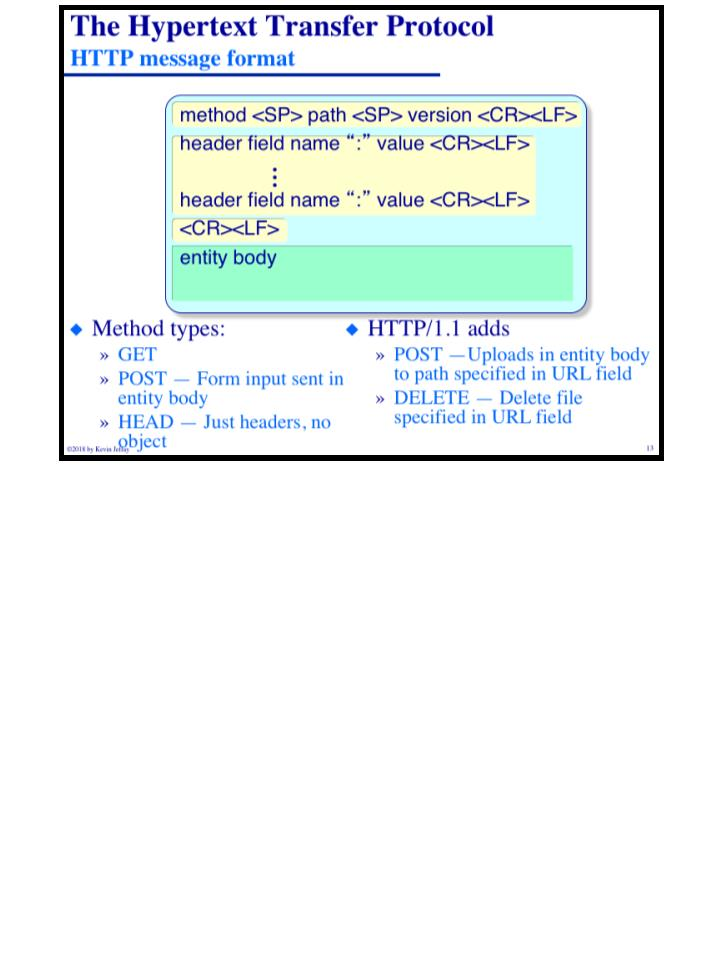 The Hypertext Transfer Protocol
HTTP message format
method <SP> path <SP> version <CR><LF>
header field name “:” value <CR><LF>
⋮
header field name “:” value <CR><LF>
<CR><LF>
entity body
◆ Method types:
» GET
» POST — Form input sent in
entity body
» HEAD — Just headers, no
object
◆ HTTP/1.1 adds
» POST —Uploads in entity body
to path specified in URL field
» DELETE — Delete file
specified in URL field
©2018 by Kevin Jeffay
13